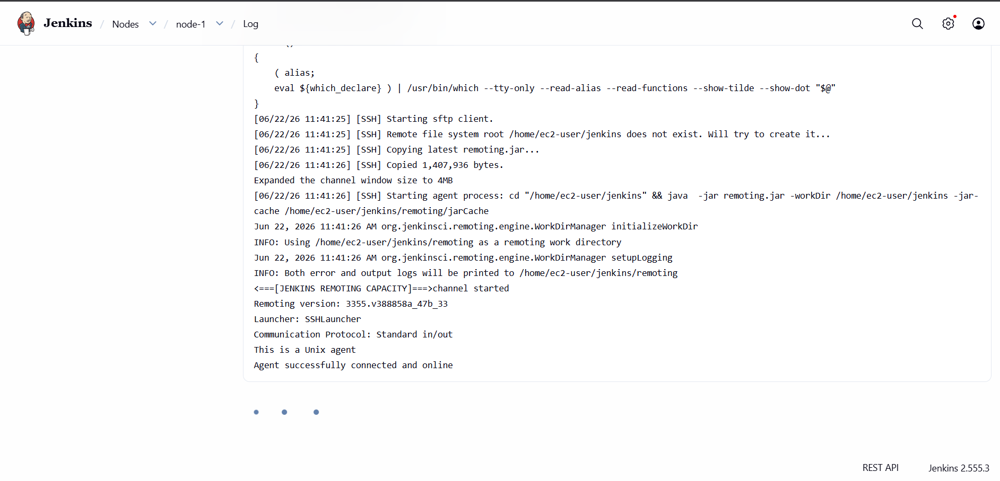 Jenkins / Nodes / node-1 / Log
{
    ( alias;
    eval ${which_declare} ) | /usr/bin/which --tty-only --read-alias --read-functions --show-tilde --show-dot "$@"
}
[06/22/26 11:41:25] [SSH] Starting sftp client.
[06/22/26 11:41:25] [SSH] Remote file system root /home/ec2-user/jenkins does not exist. Will try to create it...
[06/22/26 11:41:25] [SSH] Copying latest remoting.jar...
[06/22/26 11:41:26] [SSH] Copied 1,407,936 bytes.
Expanded the channel window size to 4MB
[06/22/26 11:41:26] [SSH] Starting agent process: cd "/home/ec2-user/jenkins" && java  -jar remoting.jar -workDir /home/ec2-user/jenkins -jar-
cache /home/ec2-user/jenkins/remoting/jarCache
Jun 22, 2026 11:41:26 AM org.jenkinsci.remoting.engine.WorkDirManager initializeWorkDir
INFO: Using /home/ec2-user/jenkins/remoting as a remoting work directory
Jun 22, 2026 11:41:26 AM org.jenkinsci.remoting.engine.WorkDirManager setupLogging
INFO: Both error and output logs will be printed to /home/ec2-user/jenkins/remoting
<===[JENKINS REMOTING CAPACITY]===>channel started
Remoting version: 3355.v388858a_47b_33
Launcher: SSHLauncher
Communication Protocol: Standard in/out
This is a Unix agent
Agent successfully connected and online
REST API
Jenkins 2.555.3